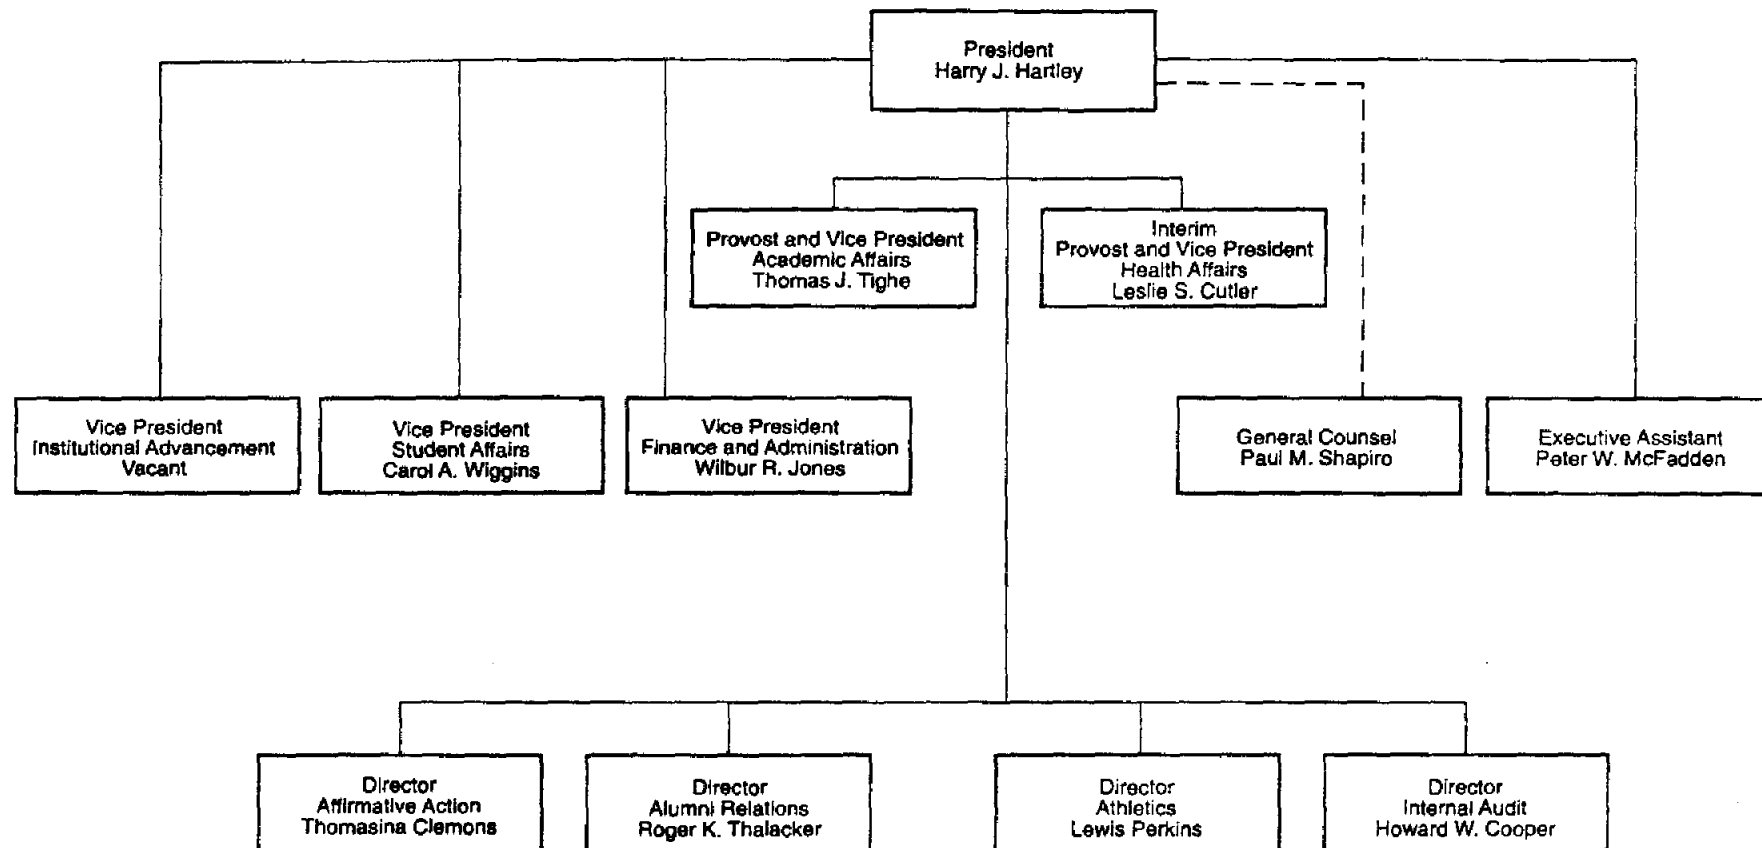 President
Harry J. Hartley
Provost and Vice President
Academic Affairs
Thomas J. Tighe
Interim
Provost and Vice President
Health Affairs
Leslie S. Cutler
Vice President
Institutional Advancement
Vacant
Vice President
Student Affairs
Carol A. Wiggins
Vice President
Finance and Administration
Wilbur R. Jones
General Counsel
Paul M. Shapiro
Executive Assistant
Peter W. McFadden
Director
Affirmative Action
Thomasina Clemons
Director
Alumni Relations
Roger K. Thalacker
Director
Athletics
Lewis Perkins
Director
Internal Audit
Howard W. Cooper